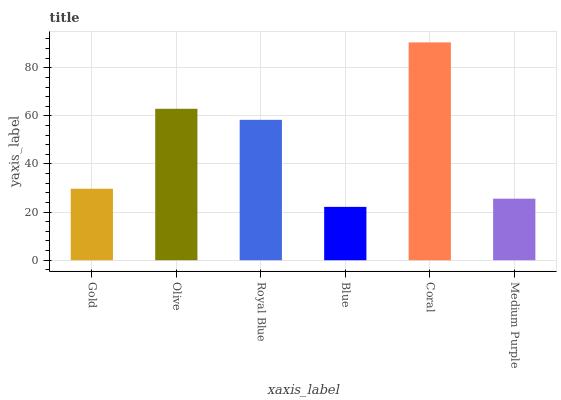 title
yaxis_label
80
60
40
20
0
Gold
Olive
Royal Blue
Blue
Coral
Medium Purple
xaxis_label